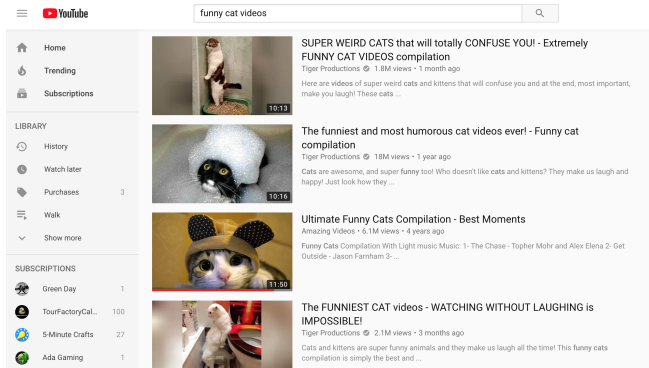 YouTube
funny cat videos
Home
Trending
Subscriptions
LIBRARY
History
Watch later
Purchases 3
Walk
Show more
SUBSCRIPTIONS
Green Day 1
TourFactoryCal... 100
5-Minute Crafts 27
Ada Gaming 1
10:13
SUPER WEIRD CATS that will totally CONFUSE YOU! - Extremely
FUNNY CAT VIDEOS compilation
Tiger Productions 1.8M views • 1 month ago
Here are videos of super weird cats and kittens that will confuse you and at the end, most important,
make you laugh! These cats ...
10:16
The funniest and most humorous cat videos ever! - Funny cat
compilation
Tiger Productions 18M views • 1 year ago
Cats are awesome, and super funny too! Who doesn't like cats and kittens? They make us laugh and
happy! Just look how they ...
11:50
Ultimate Funny Cats Compilation - Best Moments
Amazing Videos • 6.1M views • 4 years ago
Funny Cats Compilation With Light music Music: 1- The Chase - Topher Mohr and Alex Elena 2- Get
Outside - Jason Farnham 3- ...
The FUNNIEST CAT videos - WATCHING WITHOUT LAUGHING is
IMPOSSIBLE!
Tiger Productions 2.1M views • 3 months ago
Cats and kittens are super funny animals and they make us laugh all the time! This funny cats
compilation is simply the best and ...